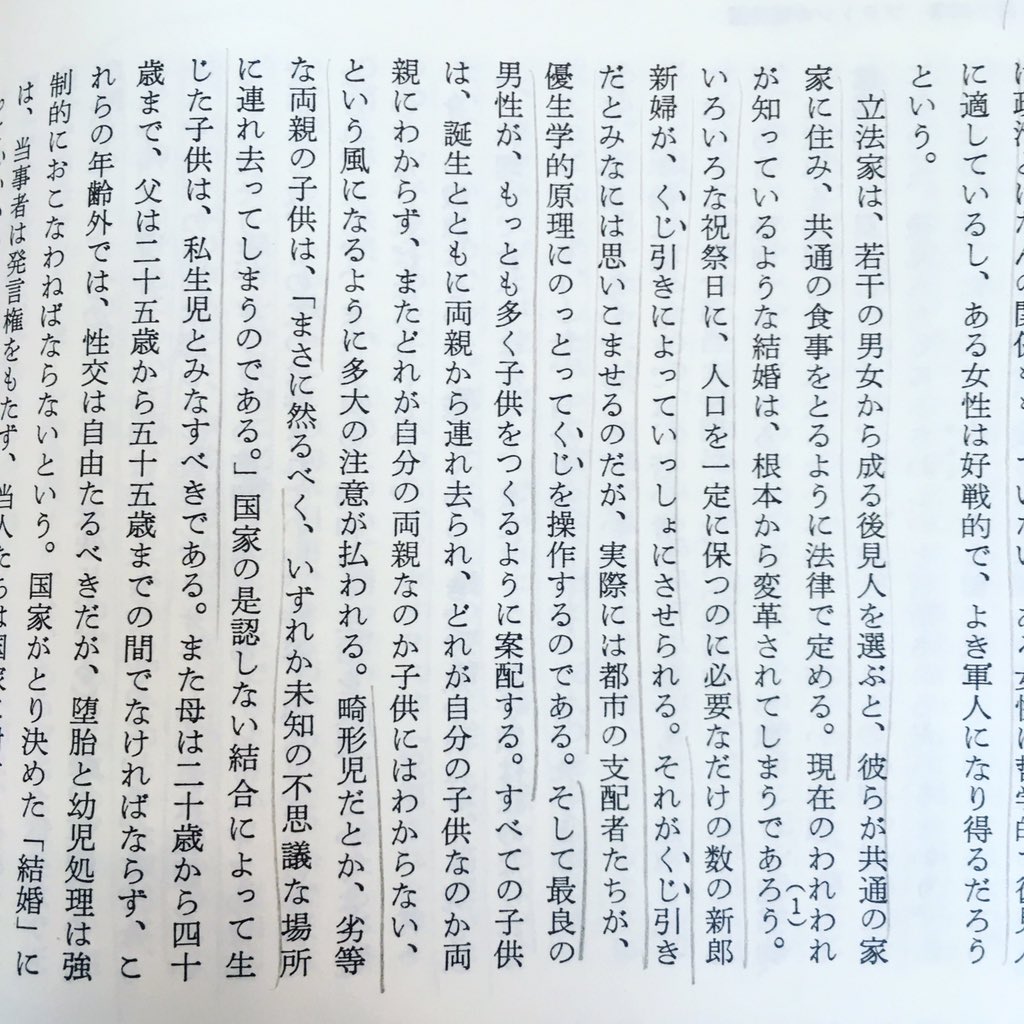 に適しているし、ある女性は好戦的で、よき軍人になり得るだろう
という。
立法家は、若干の男女から成る後見人を選ぶと、彼らが共通の家
家に住み、共通の食事をとるように法律で定める。現在のわれわれ
が知っているような結婚は、根本から変革されてしまうであろう。(1)
いろいろな祝祭日に、人口を一定に保つのに必要なだけの数の新郎
新婦が、くじ引きによっていっしょにさせられる。それがくじ引き
だとみなには思いこませるのだが、実際には都市の支配者たちが、
優生学的原理にのっとってくじを操作するのである。そして最良の
男性が、もっとも多く子供をつくるように案配する。すべての子供
は、誕生とともに両親から連れ去られ、どれが自分の子供なのか両
親にわからず、またどれが自分の両親なのか子供にはわからない、
という風になるように多大の注意が払われる。畸形児だとか、劣等
な両親の子供は、「まさに然るべく、いずれか未知の不思議な場所
に連れ去ってしまうのである。」国家の是認しない結合によって生
じた子供は、私生児とみなすべきである。また母は二十歳から四十
歳まで、父は二十五歳から五十五歳までの間でなければならず、こ
れらの年齢外では、性交は自由たるべきだが、堕胎と幼児処理は強
制的におこなわねばならないという。国家がとり決めた「結婚」に
は、当事者は発言権をもたず、